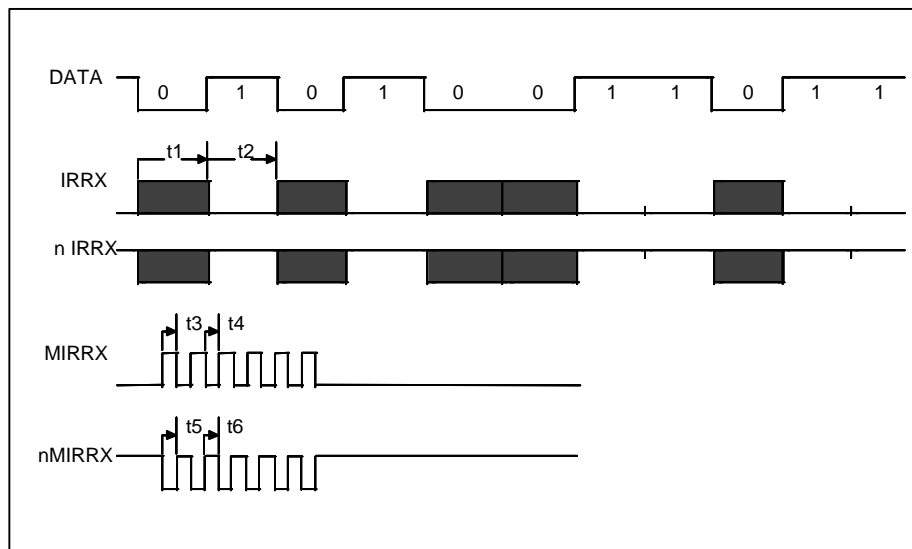 DATA
0 1 0 1 0 0 1 1 0 1 1
t1 t2
IRRX
n IRRX
t3 t4
MIRRX
t5 t6
nMIRRX